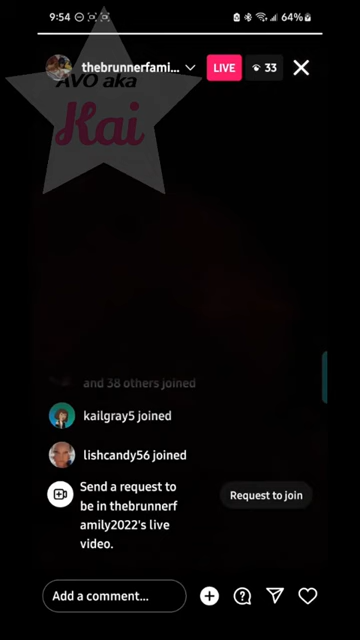 9:54
64%
thebrunnerfami...
LIVE
33
AVO aka
Kai
and 38 others joined
kailgray5 joined
lishcandy56 joined
Send a request to
be in thebrunnerf
amily2022's live
video.
Request to join
Add a comment...